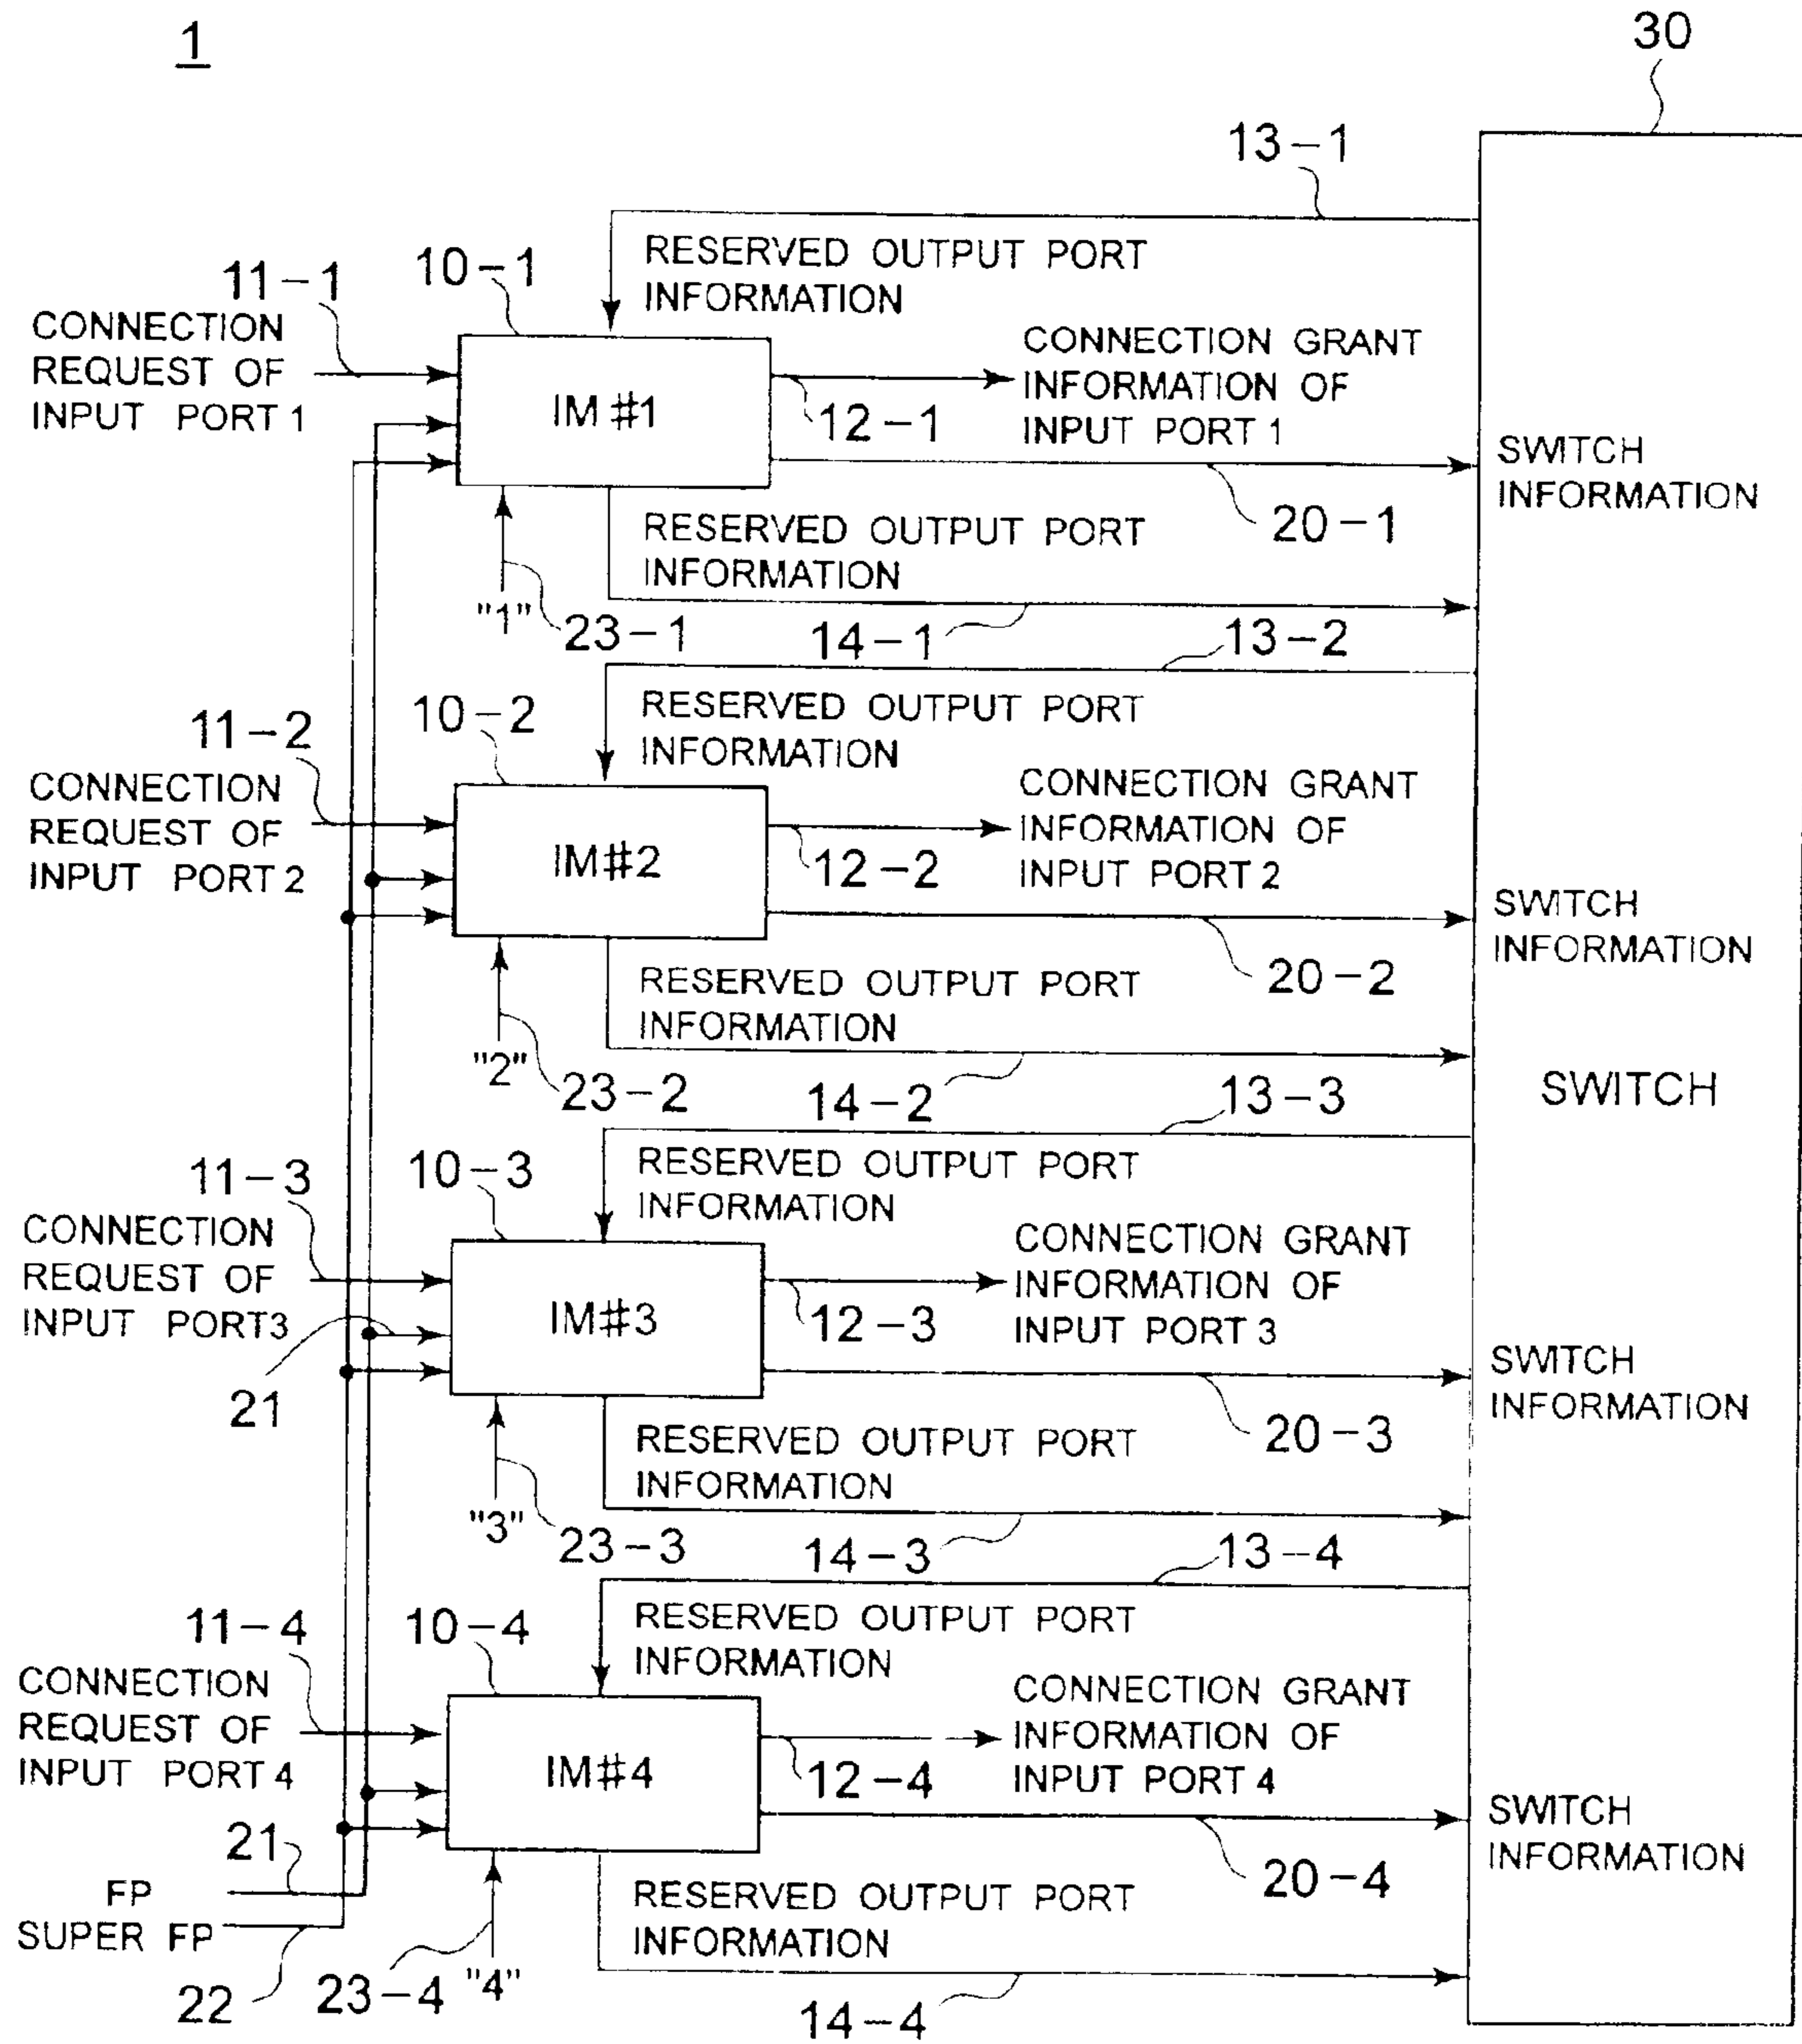 1
30
13-1
RESERVED OUTPUT PORT
INFORMATION
10-1
11-1
CONNECTION
REQUEST OF
INPUT PORT 1
IM #1
12-1
CONNECTION GRANT
INFORMATION OF
INPUT PORT 1
SWITCH
INFORMATION
20-1
RESERVED OUTPUT PORT
INFORMATION
"1"
23-1
14-1
13-2
RESERVED OUTPUT PORT
INFORMATION
10-2
11-2
CONNECTION
REQUEST OF
INPUT PORT 2
IM#2
12-2
CONNECTION GRANT
INFORMATION OF
INPUT PORT 2
SWITCH
INFORMATION
20-2
RESERVED OUTPUT PORT
INFORMATION
"2"
23-2
14-2
SWITCH
13-3
RESERVED OUTPUT PORT
INFORMATION
10-3
11-3
CONNECTION
REQUEST OF
INPUT PORT3
21
IM#3
12-3
CONNECTION GRANT
INFORMATION OF
INPUT PORT 3
SWITCH
INFORMATION
20-3
RESERVED OUTPUT PORT
INFORMATION
"3"
23-3
14-3
13-4
RESERVED OUTPUT PORT
INFORMATION
10-4
11-4
CONNECTION
REQUEST OF
INPUT PORT 4
IM#4
12-4
CONNECTION GRANT
INFORMATION OF
INPUT PORT 4
SWITCH
INFORMATION
20-4
RESERVED OUTPUT PORT
INFORMATION
21
FP
SUPER FP
22
23-4
"4"
14-4